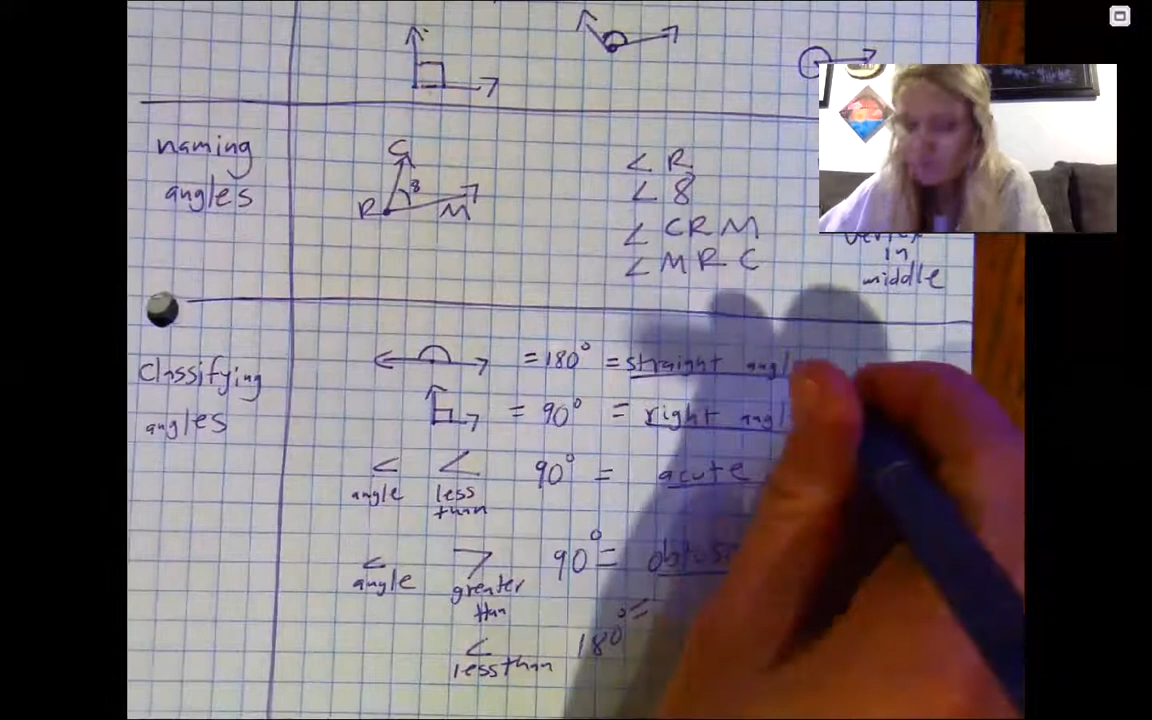 naming
angles
C
8
R
M
< R
< 8
< CRM
< MRC
in
middle
Classifying
angles
= 180° = straight
= 90° = right
< < 90° = acute
angle less
than
< > 90° =
angle greater
than
°=
< 180
less than